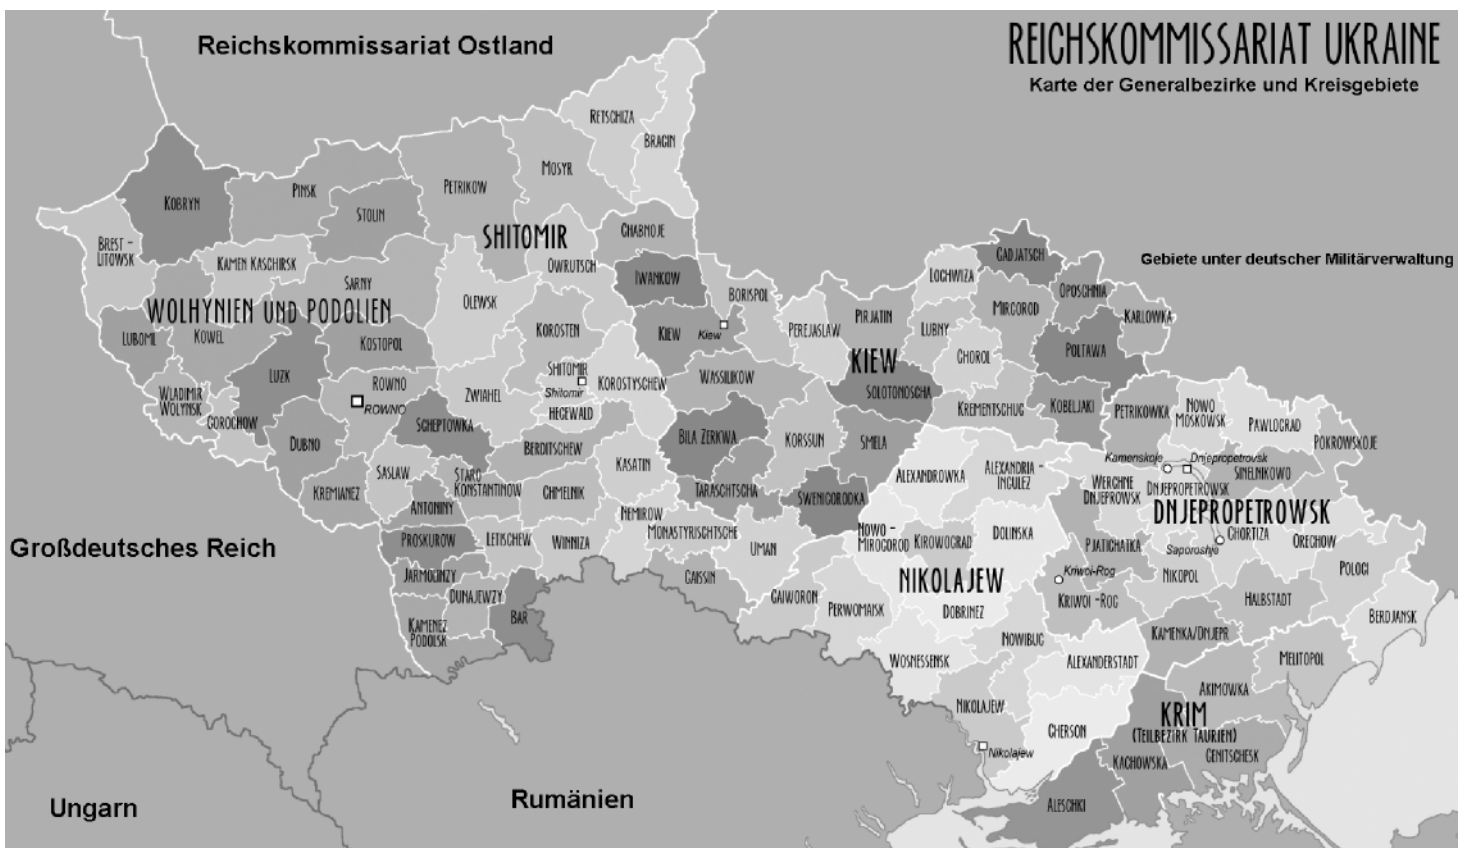 Reichskommissariat Ostland
REICHSKOMMISSARIAT UKRAINE
Karte der Generalbezirke und Kreisgebiete
RETSCHIZA
BRAGIN
MOSYR
PETRIKOW
PINSK
KOBRYN
STOLIN
CHABNOJE
SHITOMIR
BREST -
LITOWSK
KAMEN KASCHIRSK
OWRUTSCH
GADJATSCH
Gebiete unter deutscher Militärverwaltung
IWANKOW
LOCHWIZA
SARNY
BORISPOL
OPOSCHNIA
OLEWSK
MIRGOROD
WOLHYNIEN UND PODOLIEN
PIRJATIN
KARLOWKA
LUBOML
KOWEL
KOROSTEN
KIEW
Kiew
PEREJASLAW
LUBNY
KOSTOPOL
KIEW
CHOROL
POLTAWA
LUZK
SHITOMIR
ROWNO
KOROSTYSCHEW
WASSILIKOW
Shitomir
SOLOTONOSCHA
WLADIMIR
WOLYNSK
ZWIAHEL
ROWNO
HEGEWALD
KREMENTSCHUG
KOBELJAKI
PETRIKOWKA
NOWO
MOSKOWSK
PAWLOGRAD
GOROCHOW
SCHEPTOWKA
DUBNO
BERDITSCHEW
BILA ZERKWA
KORSSUN
SMELA
POKROWSKOJE
Kamenskoje
Dnjepropetrovsk
SASLAW
KASATIN
ALEXANDROWKA
ALEXANDRIA -
INGULEZ
SINELNIKOWO
STARO
KONSTANTINOW
WERCHNE
DNJEPROWSK
DNJEPROPETROWSK
KREMIANEZ
CHMELNIK
TARASCHTSCHA
SWENIGORODKA
ANTONINY
NEMIROW
DNJEPROPETROWSK
MONASTYRISCHTSCHE
NOWO -
MIROGOROD
DOLINSKA
CHORTIZA
PROSKUROW
LETISCHEW
WINNIZA
UMAN
KIROWOGRAD
PJATICHATKA
Saporoshje
ORECHOW
Großdeutsches Reich
JARMOLINZY
GAISSIN
NIKOLAJEW
Kriwoi-Rog
NIKOPOL
POLOGI
DUNAJEWZY
GAIWORON
PERWOMAISK
DOBRINEZ
KRIWOI -ROG
HALBSTADT
BERDJANSK
KAMENEZ
PODOLSK
BAR
NOWIBUG
KAMENKA/DNJEPR.
WOSNESSENSK
ALEXANDERSTADT
MELITOPOL
AKIMOWKA
NIKOLAJEW
KRIM
(TEILBEZIRK TAURIEN)
CHERSON
Nikolajew
GENITSCHESK
KACHOWSKA
Rumänien
ALESCHKI
Ungarn